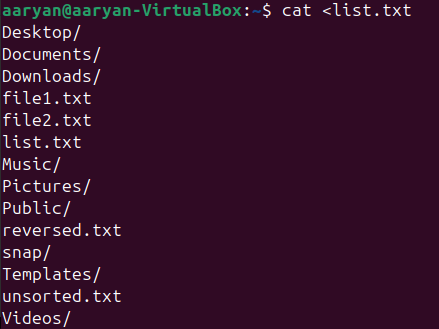 aaryan@aaryan-VirtualBox:~$ cat <list.txt
Desktop/
Documents/
Downloads/
file1.txt
file2.txt
list.txt
Music/
Pictures/
Public/
reversed.txt
snap/
Templates/
unsorted.txt
Videos/